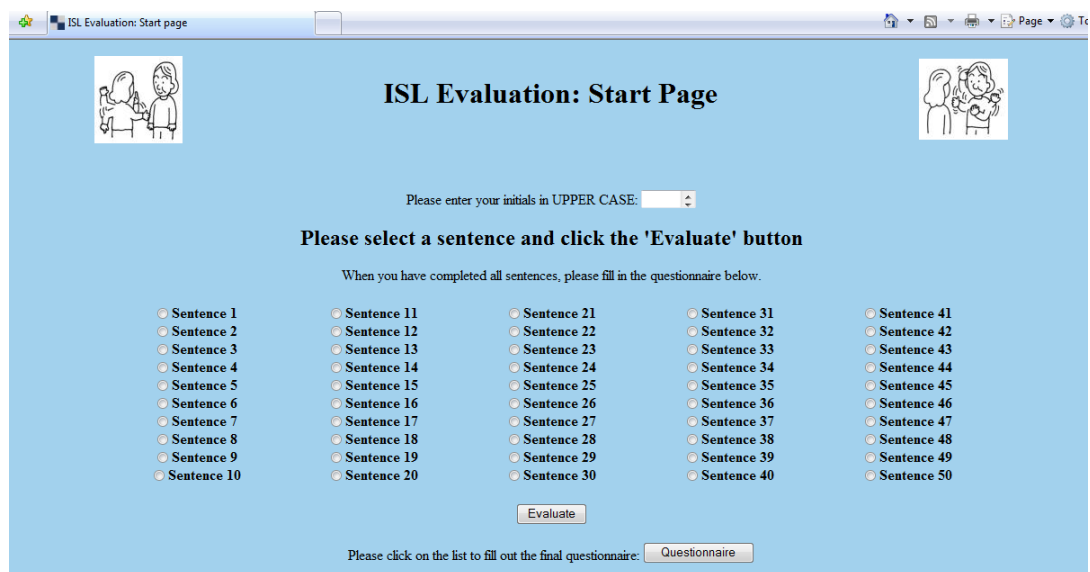 ISL Evaluation: Start page
Page
ISL Evaluation: Start Page
Please enter your initials in UPPER CASE:
Please select a sentence and click the 'Evaluate' button
When you have completed all sentences, please fill in the questionnaire below.
Sentence 1 Sentence 11 Sentence 21 Sentence 31 Sentence 41
Sentence 2 Sentence 12 Sentence 22 Sentence 32 Sentence 42
Sentence 3 Sentence 13 Sentence 23 Sentence 33 Sentence 43
Sentence 4 Sentence 14 Sentence 24 Sentence 34 Sentence 44
Sentence 5 Sentence 15 Sentence 25 Sentence 35 Sentence 45
Sentence 6 Sentence 16 Sentence 26 Sentence 36 Sentence 46
Sentence 7 Sentence 17 Sentence 27 Sentence 37 Sentence 47
Sentence 8 Sentence 18 Sentence 28 Sentence 38 Sentence 48
Sentence 9 Sentence 19 Sentence 29 Sentence 39 Sentence 49
Sentence 10 Sentence 20 Sentence 30 Sentence 40 Sentence 50
Evaluate
Please click on the list to fill out the final questionnaire: Questionnaire